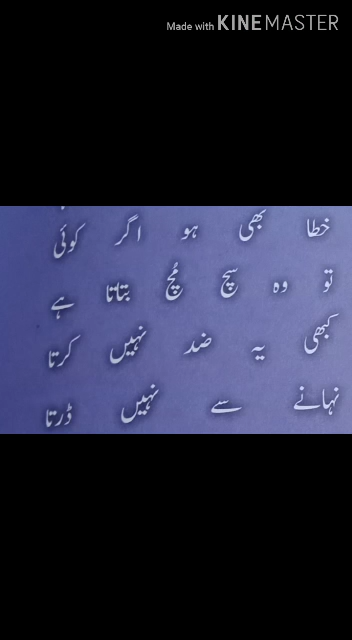 Made with KINEMASTER
خطا بھی ہو اگر کوئی
تو وہ سچ مُچ بتاتا ہے
کبھی یہ ضد نہیں کرتا
نہانے سے نہیں ڈرتا